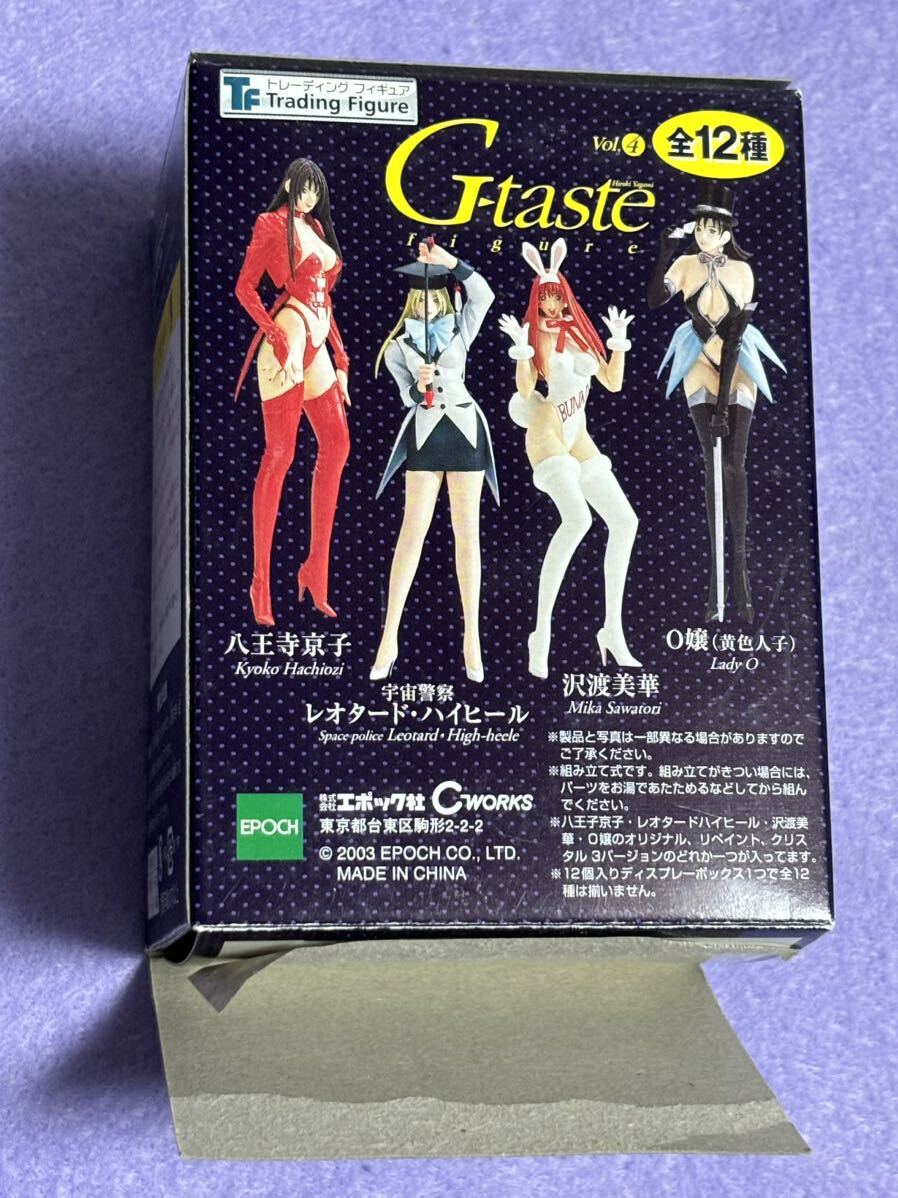 TF トレーディング フィギュア
Trading Figure
Vol.4
全12種
Hiroki Yagami
G-taste
figure
BUNN
八王寺京子
Kyoko Hachiozi
宇宙警察
レオタード・ハイヒール
Space police Leotard・High-heele
沢渡美華
Mika Sawatori
O嬢(黄色人子)
Lady O
※製品と写真は一部異なる場合がありますので
ご了承ください。
※組み立て式です。組み立てがきつい場合には、
パーツをお湯であたためるなどしてから組ん
でください。
※八王子京子・レオタードハイヒール・沢渡美
華・O嬢のオリジナル、リペイント、クリス
タル 3バージョンのどれか一つが入ってます。
※12個入りディスプレーボックス1つで全12
種は揃いません。
EPOCH
株式会社エポック社 C-WORKS
東京都台東区駒形2-2-2
© 2003 EPOCH CO., LTD.
MADE IN CHINA